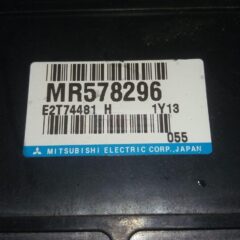 MR578296
E2T74481 H 1Y13
055
MITSUBISHI ELECTRIC CORP., JAPAN